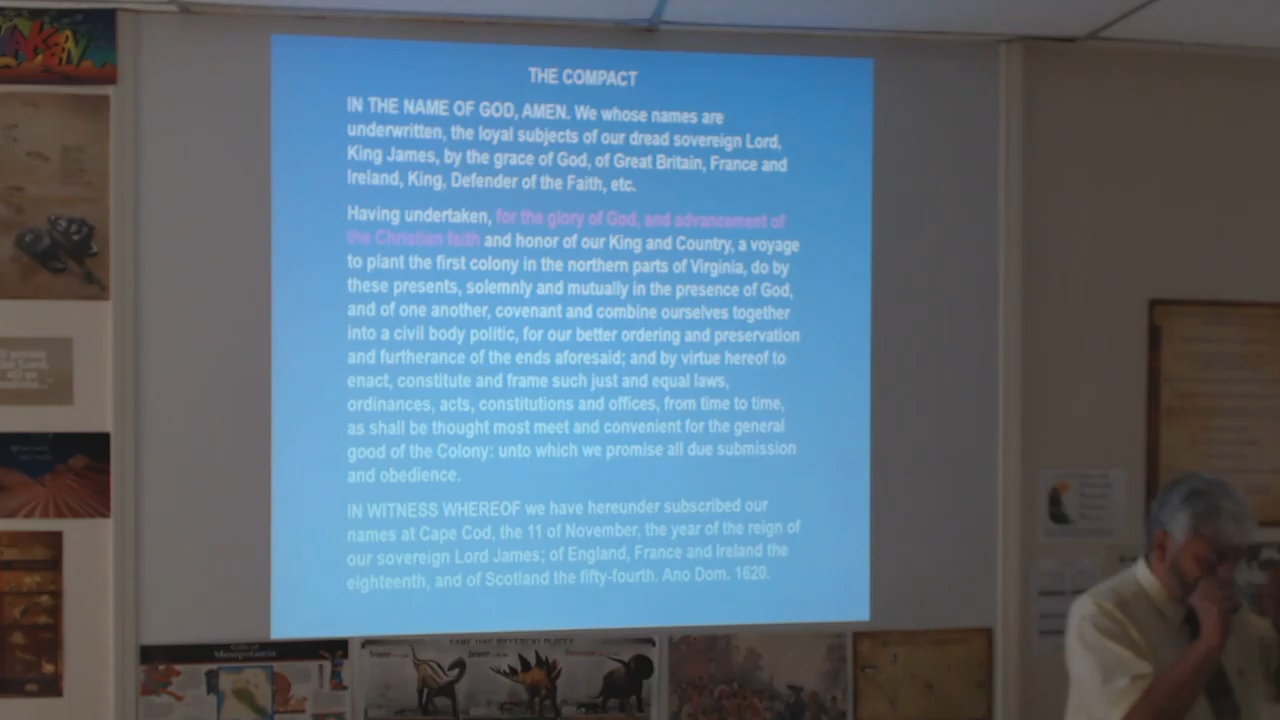 THE COMPACT
IN THE NAME OF GOD, AMEN. We whose names are
underwritten, the loyal subjects of our dread sovereign Lord,
King James, by the grace of God, of Great Britain, France and
Ireland, King, Defender of the Faith, etc.
Having undertaken, for the glory of God, and advancement of
the Christian faith and honor of our King and Country, a voyage
to plant the first colony in the northern parts of Virginia, do by
these presents, solemnly and mutually in the presence of God,
and of one another, covenant and combine ourselves together
into a civil body politic, for our better ordering and preservation
and furtherance of the ends aforesaid; and by virtue hereof to
enact, constitute and frame such just and equal laws,
ordinances, acts, constitutions and offices, from time to time,
as shall be thought most meet and convenient for the general
good of the Colony: unto which we promise all due submission
and obedience.
IN WITNESS WHEREOF we have hereunder subscribed our
names at Cape Cod, the 11 of November, the year of the reign of
our sovereign Lord James; of England, France and Ireland the
eighteenth, and of Scotland the fifty-fourth. Ano Dom. 1620.
Mesopotamia